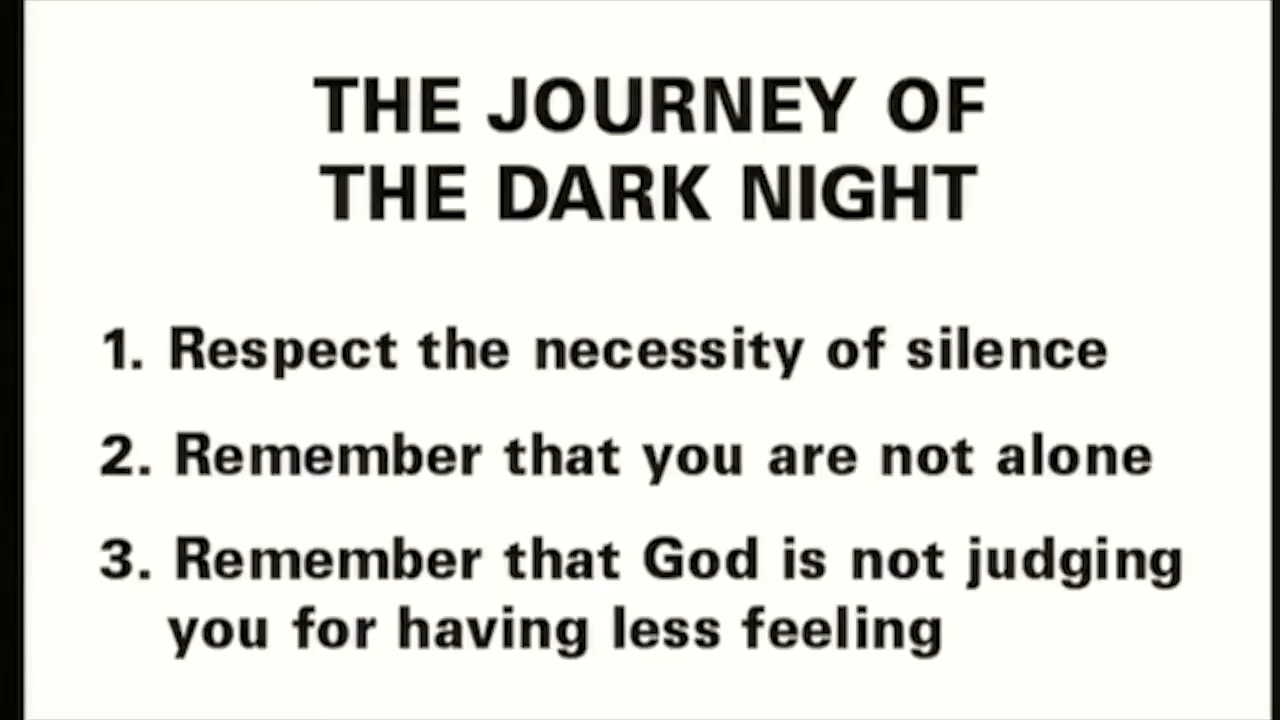 THE JOURNEY OF
THE DARK NIGHT
1. Respect the necessity of silence
2. Remember that you are not alone
3. Remember that God is not judging
you for having less feeling